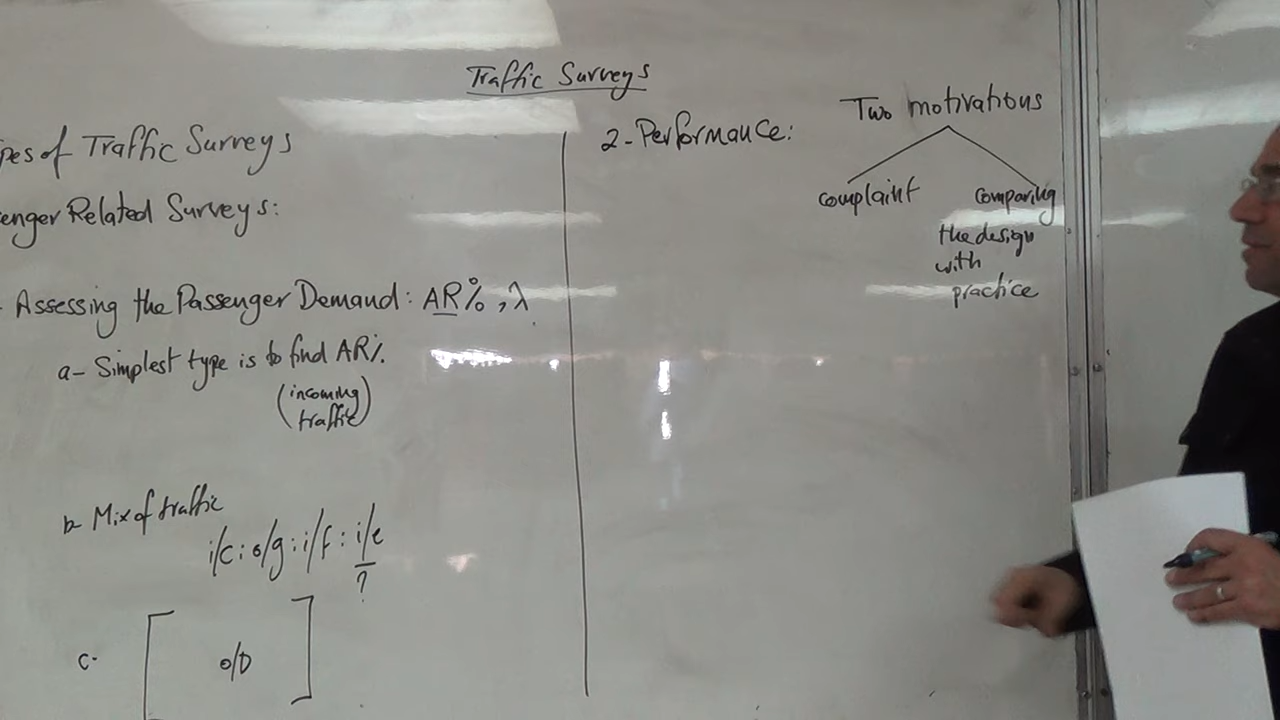 Traffic Surveys
pes of Traffic Surveys
enger Related Surveys:
- Assessing the Passenger Demand: AR%, λ
a- Simplest type is to find AR%.
(incoming
traffic)
b- Mix of traffic
i/c : o/g : i/f : i/e
?
c. [ o/D ]
2-Performance:
Two motivations
complaint
comparing
the design
with
practice